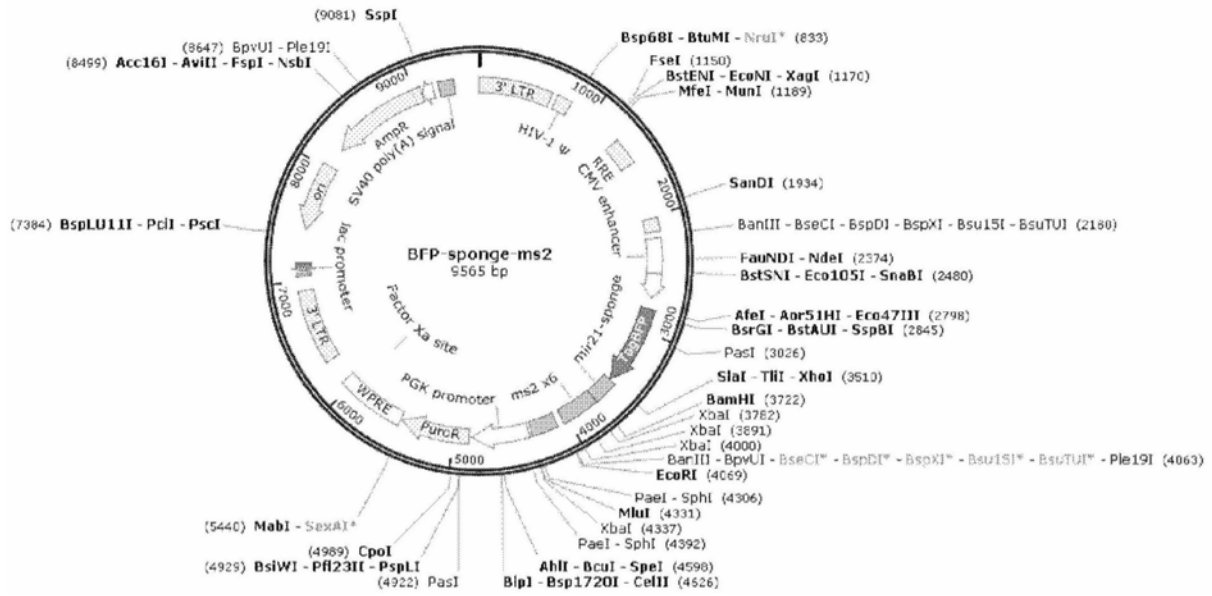 (9081) SspI
(8647) BpvUI - Ple19I
(8499) Acc16I - AviII - FspI - NsbI
(7384) BspLU11I - PciI - PscI
Bsp68I - BtuMI - NruI* (833)
FseI (1150)
BstENI - EcoNI - XagI (1170)
MfeI - MunI (1189)
SanDI (1934)
BanIII - BseCI - BspDI - BspXI - Bsu15I - BsuTUI (2180)
FauNDI - NdeI (2374)
BstSNI - Eco105I - SnaBI (2480)
AfeI - Aor51HI - Eco47III (2798)
BsrGI - BstAUI - SspBI (2845)
PasI (3026)
SlaI - TliI - XhoI (3510)
BamHI (3722)
XbaI (3782)
XbaI (3891)
XbaI (4000)
BanIII - BpvUI - BseCI* - BspDI* - BspXI* - Bsu15I* - BsuTUI* - Ple19I (4063)
EcoRI (4069)
PaeI - SphI (4306)
MluI (4331)
XbaI (4337)
PaeI - SphI (4392)
AhlI - BcuI - SpeI (4598)
BlpI - Bsp1720I - CelII (4626)
(5440) MabI - SexAI*
(4989) CpoI
(4929) BsiWI - Pfl23II - PspLI
(4922) PasI
1000
2000
3000
4000
5000
6000
7000
8000
9000
3' LTR
HIV-1 Ψ
RRE
CMV enhancer
TagBFP
mir21-sponge
ms2 x6
PGK promoter
PuroR
WPRE
Factor Xa site
3' LTR
lac promoter
ori
AmpR
SV40 poly(A) signal
BFP-sponge-ms2
9565 bp